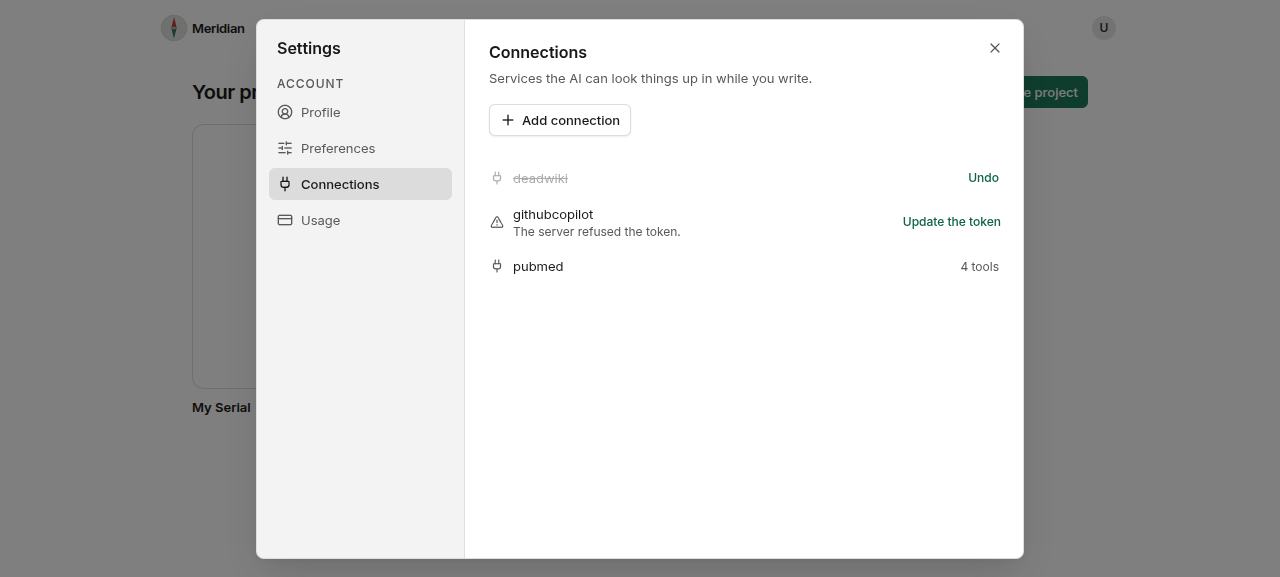 Meridian
U
Your pr
e project
My Serial
Settings
ACCOUNT
Profile
Preferences
Connections
Usage
Connections
Services the AI can look things up in while you write.
Add connection
deadwiki
Undo
githubcopilot
The server refused the token.
Update the token
pubmed
4 tools